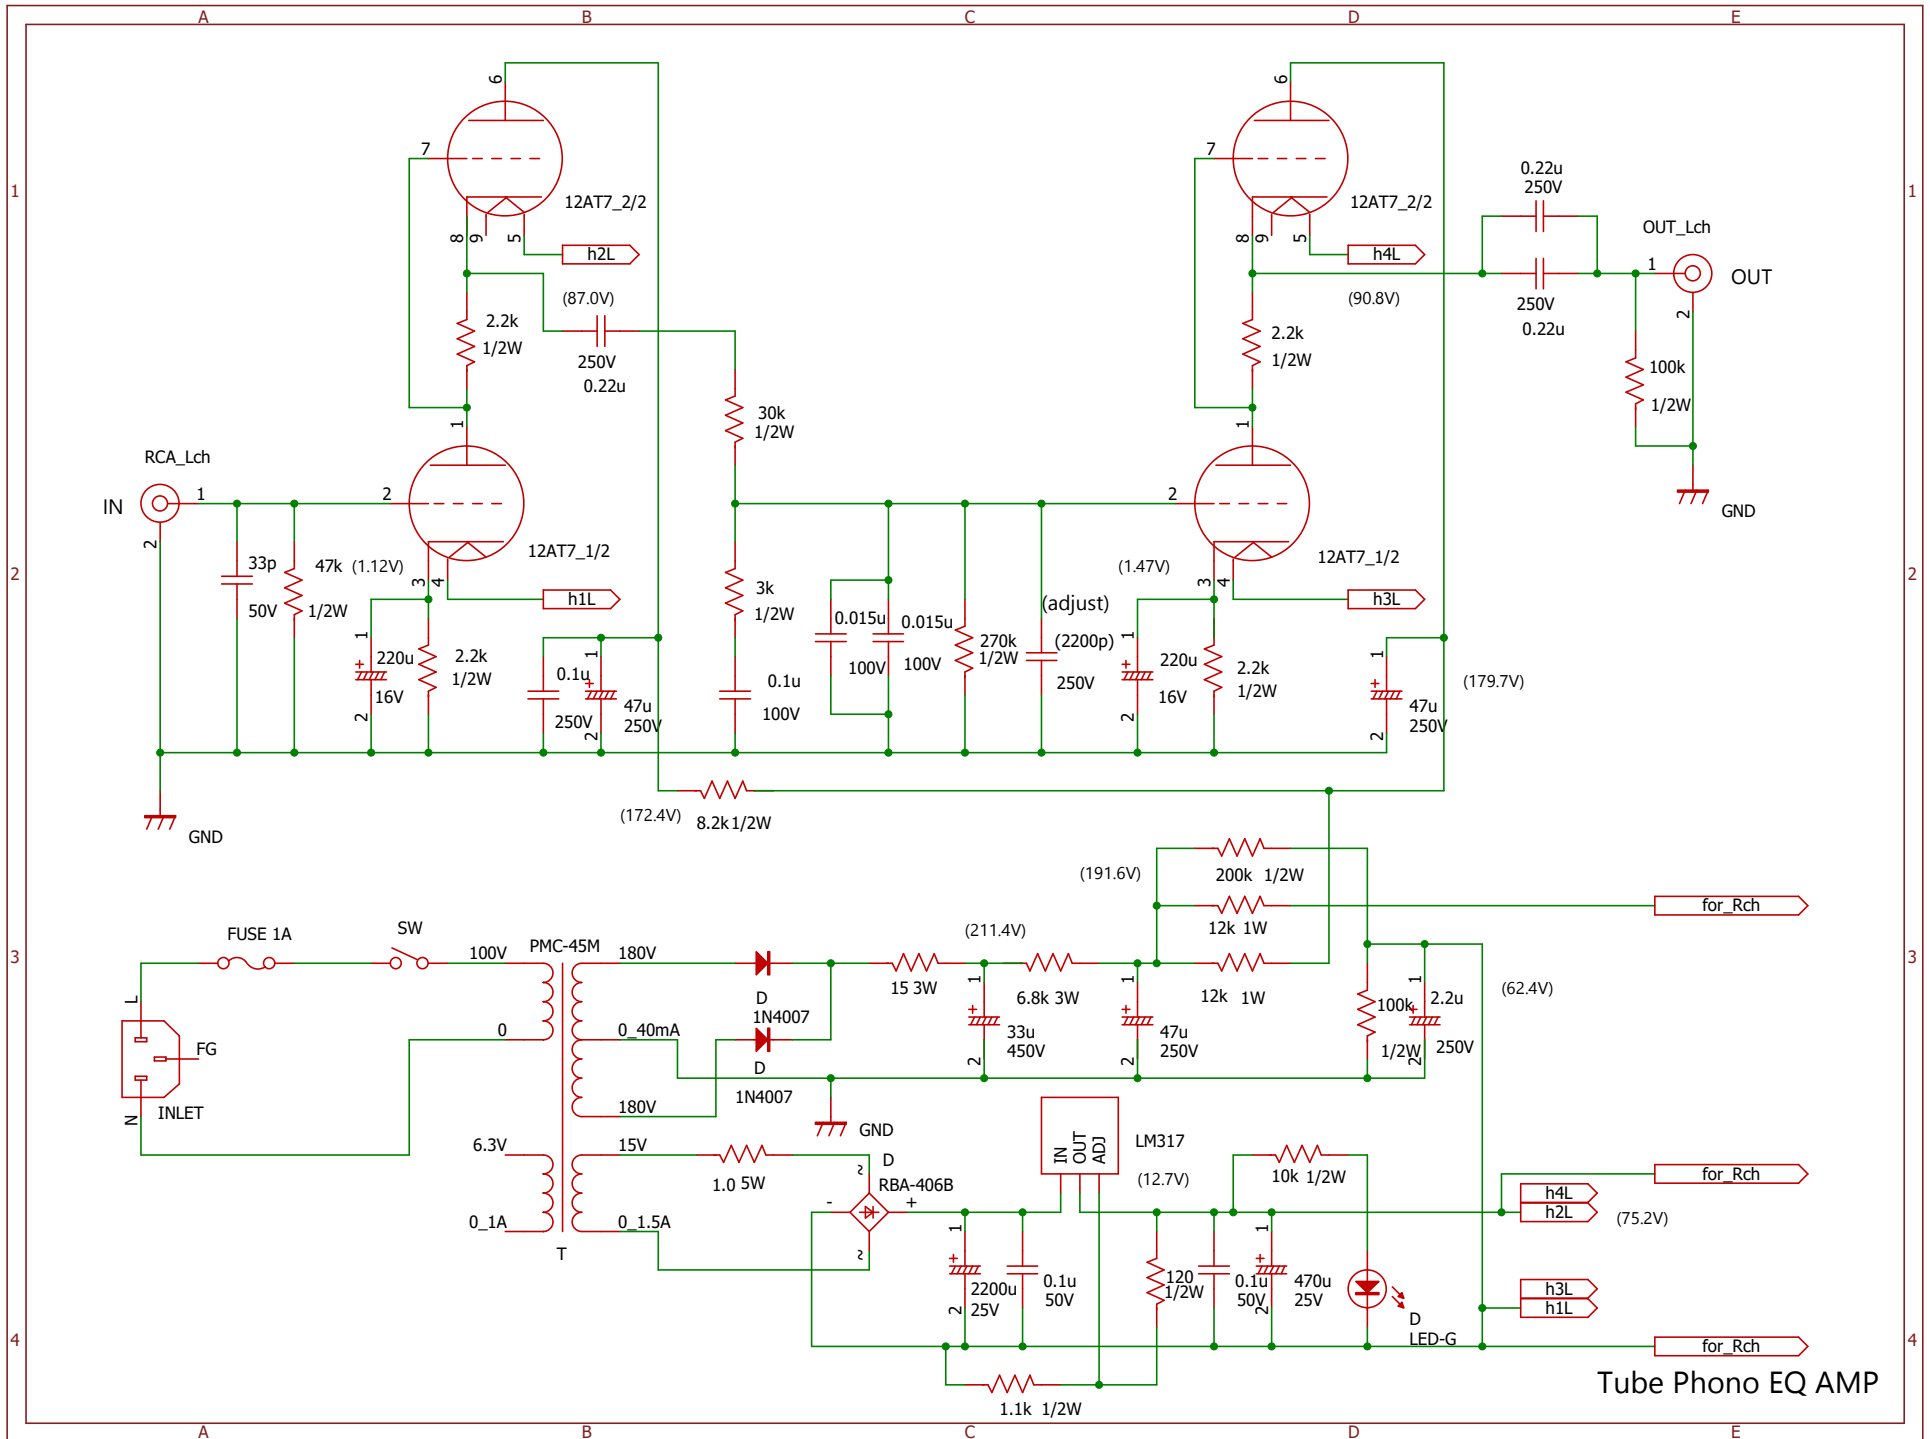 A B C D E
6
6
7
7
0.22u
250V
1
1
12AT7_2/2
12AT7_2/2
8 9 5
8 9 5
OUT_Lch
h2L
h4L
1
OUT
(87.0V)
(90.8V)
250V
0.22u
2
2.2k
1/2W
2.2k
1/2W
250V
0.22u
100k
1/2W
30k
1/2W
1
1
RCA_Lch
IN
1
2
2
GND
2
12AT7_1/2
12AT7_1/2
33p
50V
47k
1/2W
(1.12V)
(1.47V)
2
2
3 4
3 4
3k
1/2W
h1L
h3L
(adjust)
0.015u
100V
0.015u
100V
270k
1/2W
(2200p)
250V
1
+
220u
16V
2
2.2k
1/2W
0.1u
250V
1
+
47u
250V
2
0.1u
100V
1
+
220u
16V
2
2.2k
1/2W
1
+
47u
250V
2
(179.7V)
(172.4V)
8.2k 1/2W
GND
(191.6V)
200k 1/2W
12k 1W
for_Rch
FUSE 1A
SW
100V
PMC-45M
180V
(211.4V)
3
3
D
1N4007
15 3W
6.8k 3W
12k 1W
(62.4V)
L
FG
N
INLET
0
0_40mA
D
1N4007
1
+
33u
450V
2
1
+
47u
250V
2
100k
1/2W
1
+
2.2u
250V
2
180V
GND
6.3V
15V
1.0 5W
D
RBA-406B
2
-
+
2
IN
OUT
ADJ
LM317
(12.7V)
10k 1/2W
for_Rch
h4L
h2L
(75.2V)
0_1A
0_1.5A
T
1
+
2200u
25V
2
0.1u
50V
120
1/2W
0.1u
50V
1
+
470u
25V
2
D
LED-G
h3L
h1L
4
4
for_Rch
1.1k 1/2W
Tube Phono EQ AMP
A B C D E